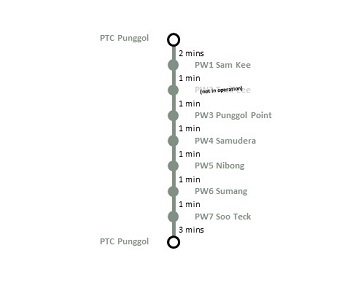 PTC Punggol
2 mins
PW1 Sam Kee
1 min
(not in operation)
1 min
PW3 Punggol Point
1 min
PW4 Samudera
1 min
PW5 Nibong
1 min
PW6 Sumang
1 min
PW7 Soo Teck
3 mins
PTC Punggol